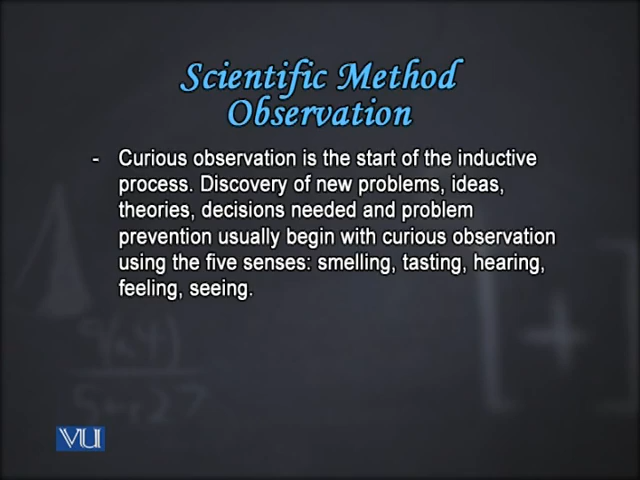 Scientific Method
Observation
- Curious observation is the start of the inductive
process. Discovery of new problems, ideas,
theories, decisions needed and problem
prevention usually begin with curious observation
using the five senses: smelling, tasting, hearing,
feeling, seeing.
VU